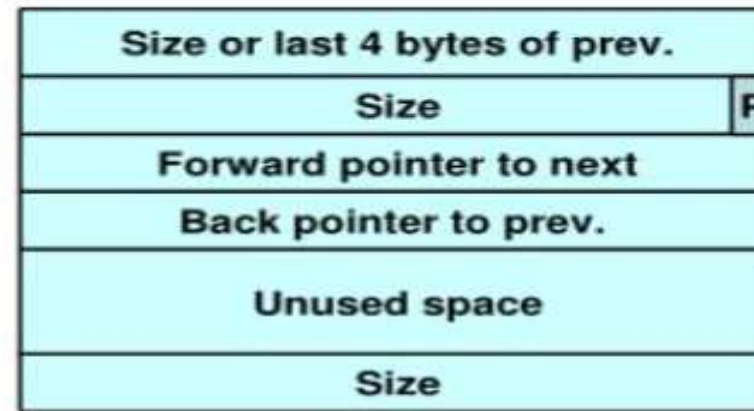 Size or last 4 bytes of prev.
Size P
Forward pointer to next
Back pointer to prev.
Unused space
Size